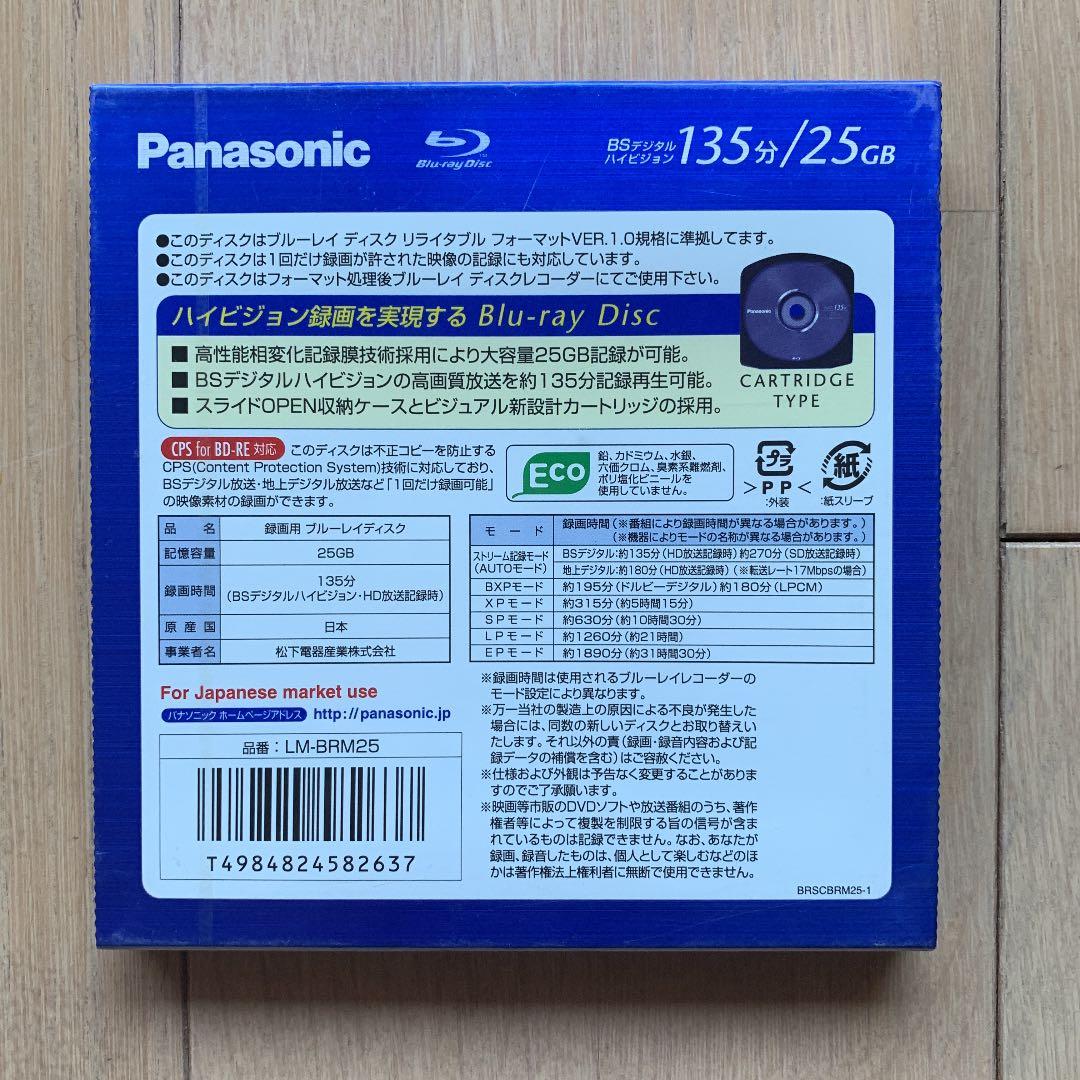 Panasonic
Blu-ray Disc TM
BSデジタル
ハイビジョン 135分/25GB
●このディスクはブルーレイ ディスク リライタブル フォーマットVER.1.0規格に準拠してます。
●このディスクは1回だけ録画が許された映像の記録にも対応しています。
●このディスクはフォーマット処理後ブルーレイ ディスクレコーダーにてご使用下さい。
ハイビジョン録画を実現する Blu-ray Disc
■ 高性能相変化記録膜技術採用により大容量25GB記録が可能。
■ BSデジタルハイビジョンの高画質放送を約135分記録再生可能。
■ スライドOPEN収納ケースとビジュアル新設計カートリッジの採用。
Panasonic
135
CARTRIDGE
TYPE
CPS for BD-RE 対応 このディスクは不正コピーを防止する
CPS(Content Protection System)技術に対応しており、
BSデジタル放送・地上デジタル放送など「1回だけ録画可能」
の映像素材の録画ができます。
ECO
鉛、カドミウム、水銀、
六価クロム、臭素系難燃剤、
ポリ塩化ビニールを
使用していません。
プラ
>PP<
:外装
紙
:紙スリーブ
品 名 録画用 ブルーレイディスク
記憶容量 25GB
録画時間 135分
(BSデジタルハイビジョン・HD放送記録時)
原 産 国 日本
事業者名 松下電器産業株式会社
モ ー ド 録画時間(※番組により録画時間が異なる場合があります。)
(※機器によりモードの名称が異なる場合があります。)
ストリーム記録モード
(AUTOモード)
BSデジタル:約135分(HD放送記録時) 約270分(SD放送記録時)
地上デジタル:約180分(HD放送記録時)(※転送レート17Mbpsの場合)
BXPモード 約195分(ドルビーデジタル) 約180分(LPCM)
XPモード 約315分(約5時間15分)
SPモード 約630分(約10時間30分)
LPモード 約1260分(約21時間)
EPモード 約1890分(約31時間30分)
For Japanese market use
パナソニック ホームページアドレス http://panasonic.jp
品番:LM-BRM25
T4984824582637
※録画時間は使用されるブルーレイレコーダーの
モード設定により異なります。
※万一当社の製造上の原因による不良が発生した
場合には、同数の新しいディスクとお取り替えい
たします。それ以外の責(録画・録音内容および記
録データの補償を含む)はご容赦ください。
※仕様および外観は予告なく変更することがありま
すのでご了承願います。
※映画等市販のDVDソフトや放送番組のうち、著作
権者等によって複製を制限する旨の信号が含ま
れているものは記録できません。なお、あなたが
録画、録音したものは、個人として楽しむなどのほ
かは著作権法上権利者に無断で使用できません。
BRSCBRM25-1